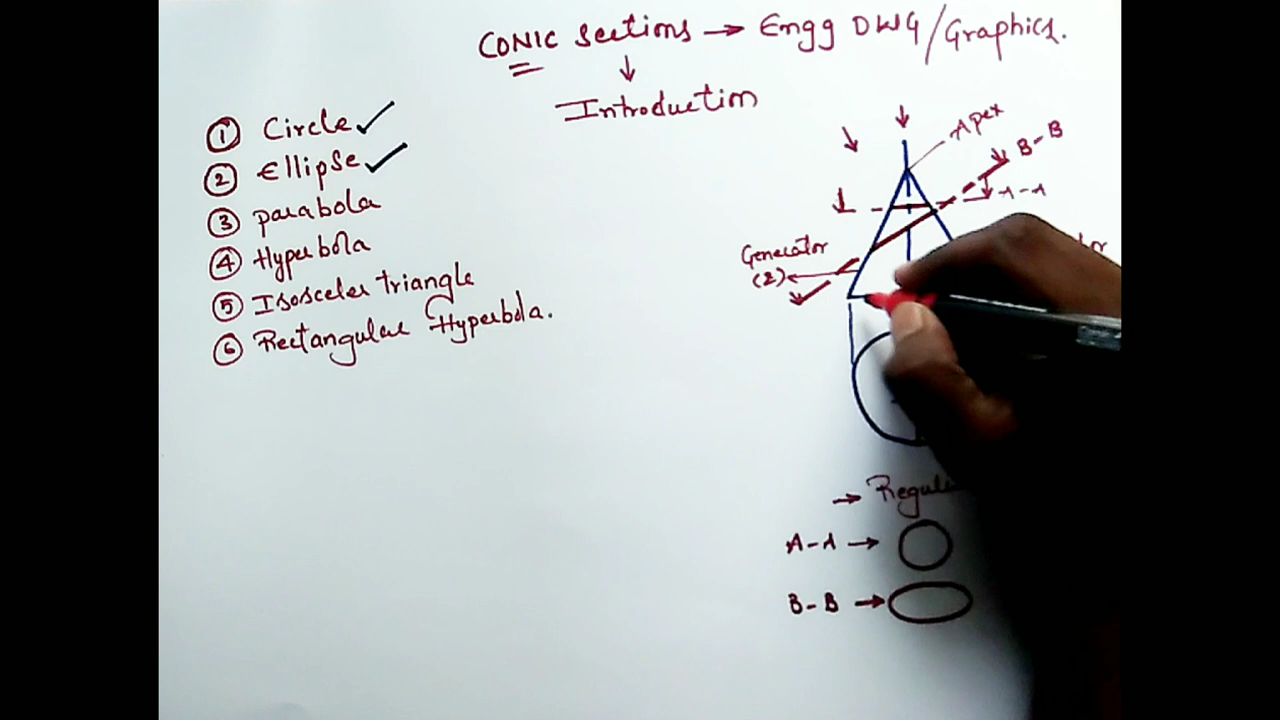 CONIC Sections → Engg DWG/Graphics.
↓
Introduction
① Circle ✓
② Ellipse ✓
③ parabola
④ Hyperbola
⑤ Isosceles triangle
⑥ Rectangular Hyperbola.
Apex
B-B
A-A
Generator
(2)
A-A →
B-B →